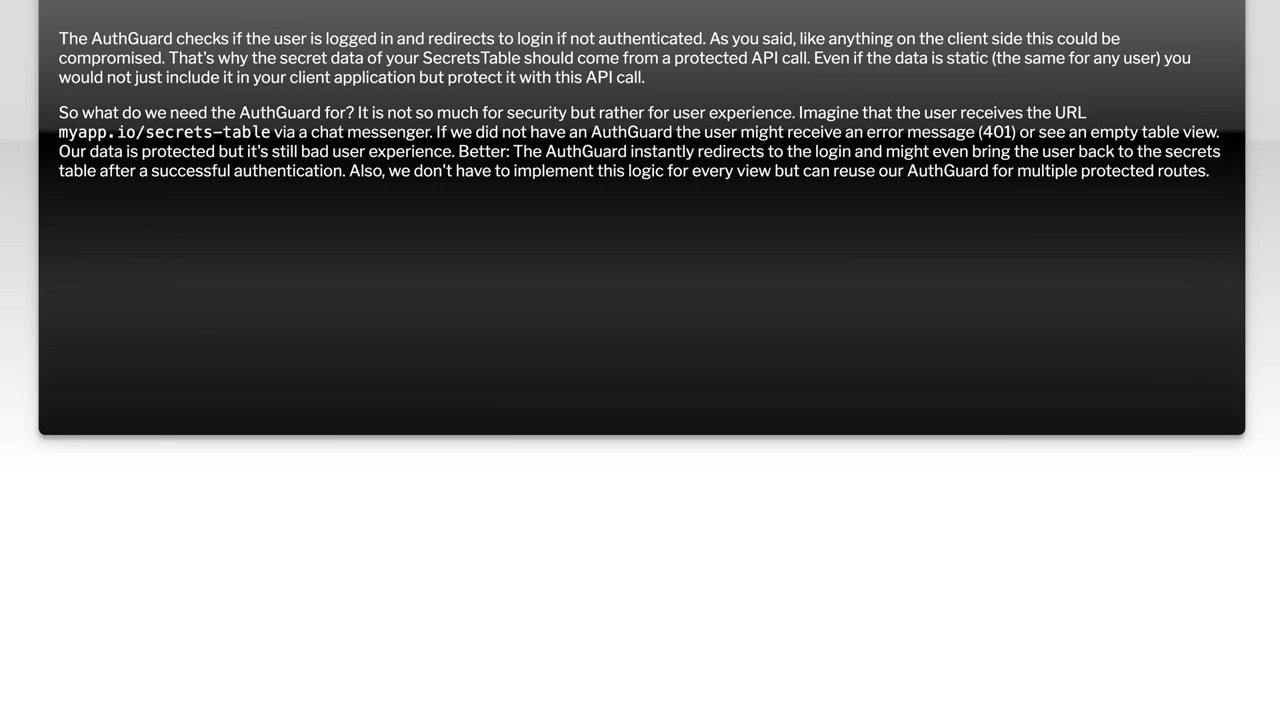 The AuthGuard checks if the user is logged in and redirects to login if not authenticated. As you said, like anything on the client side this could be
compromised. That's why the secret data of your SecretsTable should come from a protected API call. Even if the data is static (the same for any user) you
would not just include it in your client application but protect it with this API call.
So what do we need the AuthGuard for? It is not so much for security but rather for user experience. Imagine that the user receives the URL
myapp.io/secrets-table via a chat messenger. If we did not have an AuthGuard the user might receive an error message (401) or see an empty table view.
Our data is protected but it's still bad user experience. Better: The AuthGuard instantly redirects to the login and might even bring the user back to the secrets
table after a successful authentication. Also, we don't have to implement this logic for every view but can reuse our AuthGuard for multiple protected routes.